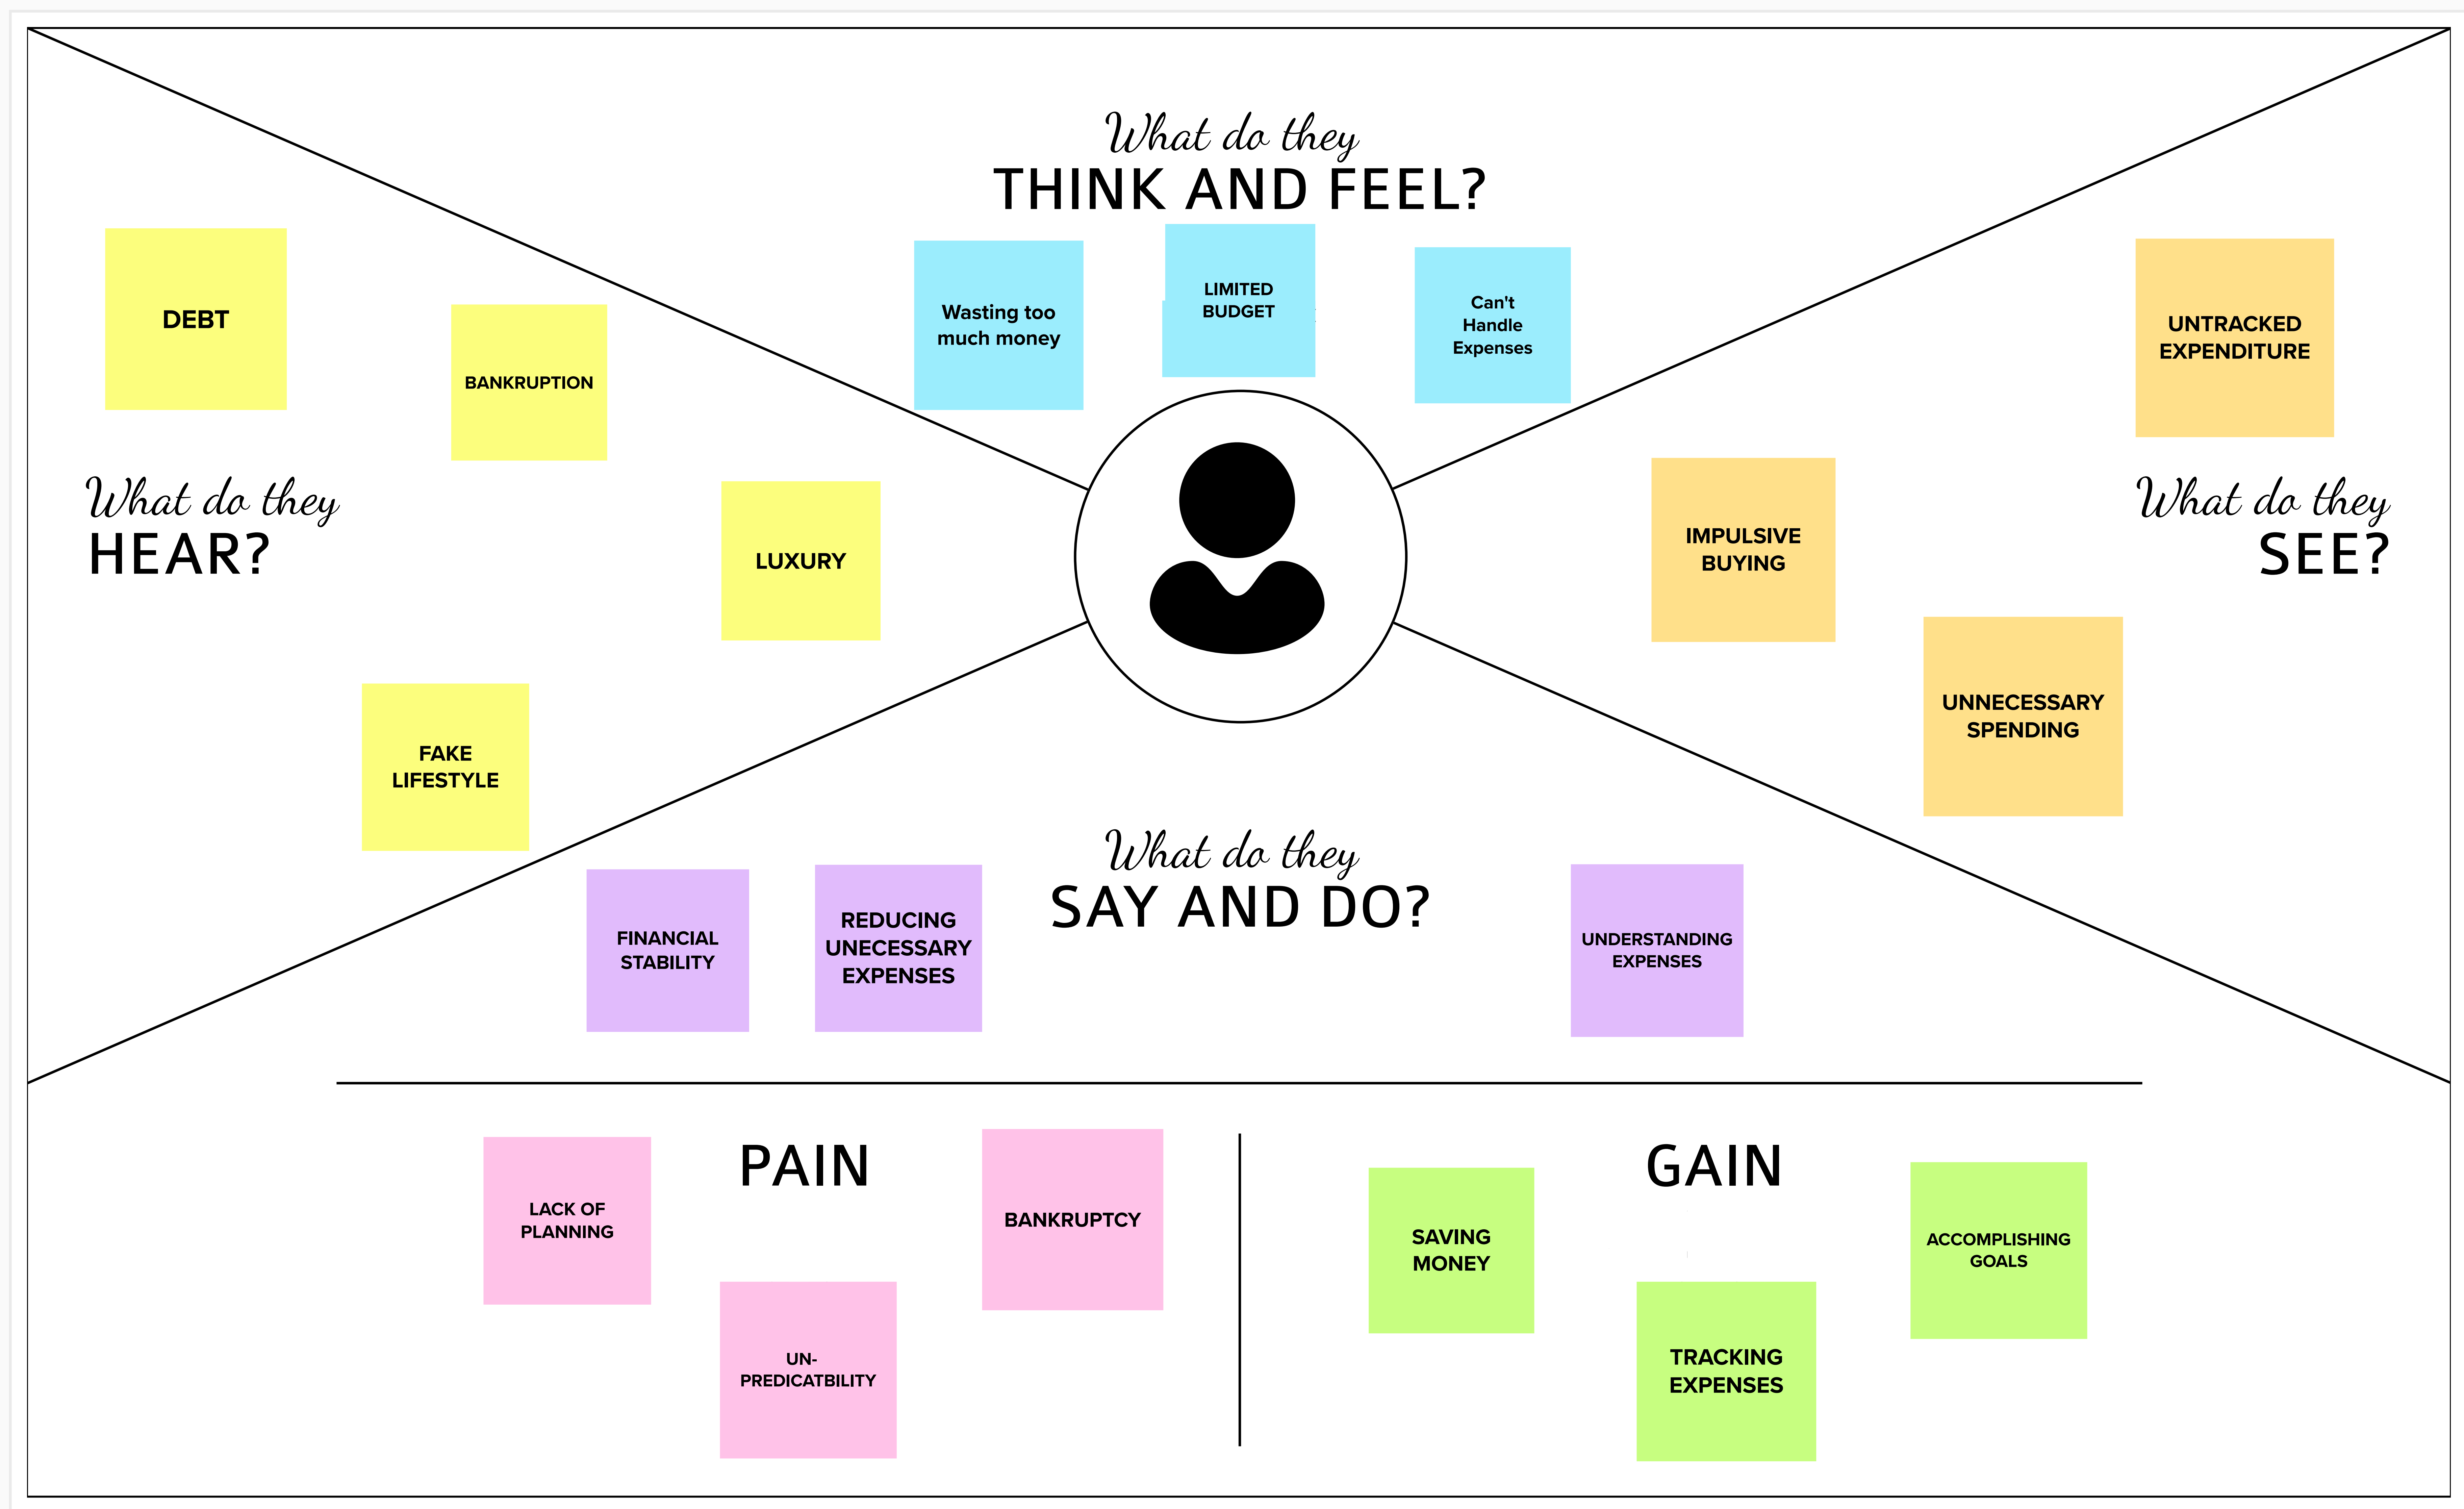 What do they
THINK AND FEEL?
Wasting too
much money
LIMITED
BUDGET
Can't
Handle
Expenses
DEBT
BANKRUPTION
What do they
HEAR?
LUXURY
FAKE
LIFESTYLE
UNTRACKED
EXPENDITURE
What do they
SEE?
IMPULSIVE
BUYING
UNNECESSARY
SPENDING
What do they
SAY AND DO?
FINANCIAL
STABILITY
REDUCING
UNECESSARY
EXPENSES
UNDERSTANDING
EXPENSES
PAIN
LACK OF
PLANNING
BANKRUPTCY
UN-
PREDICATBILITY
GAIN
SAVING
MONEY
ACCOMPLISHING
GOALS
TRACKING
EXPENSES